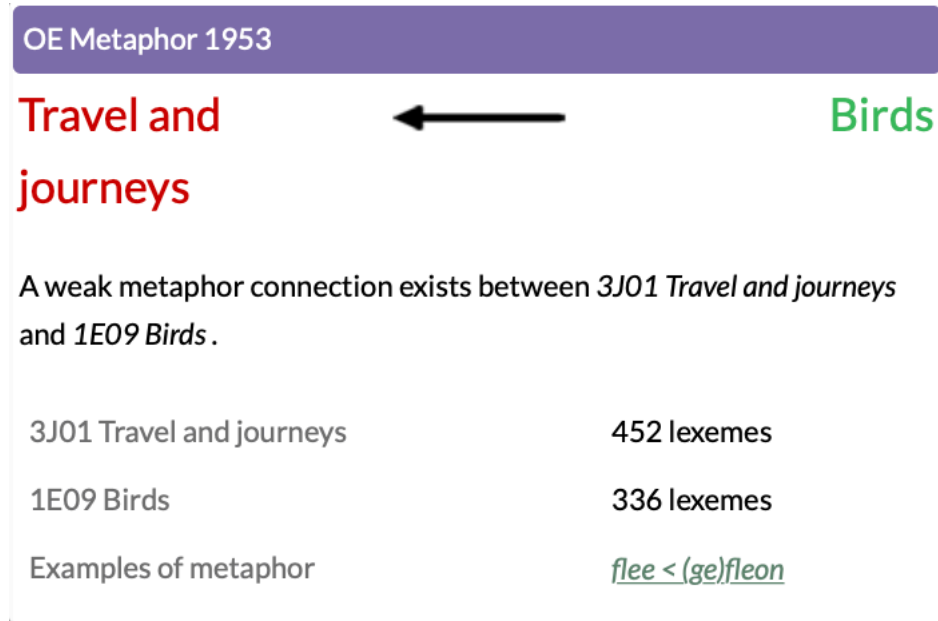 OE Metaphor 1953
Travel and Birds
journeys
A weak metaphor connection exists between 3J01 Travel and journeys
and 1E09 Birds .
3J01 Travel and journeys 452 lexemes
1E09 Birds 336 lexemes
Examples of metaphor flee < (ge)fleon